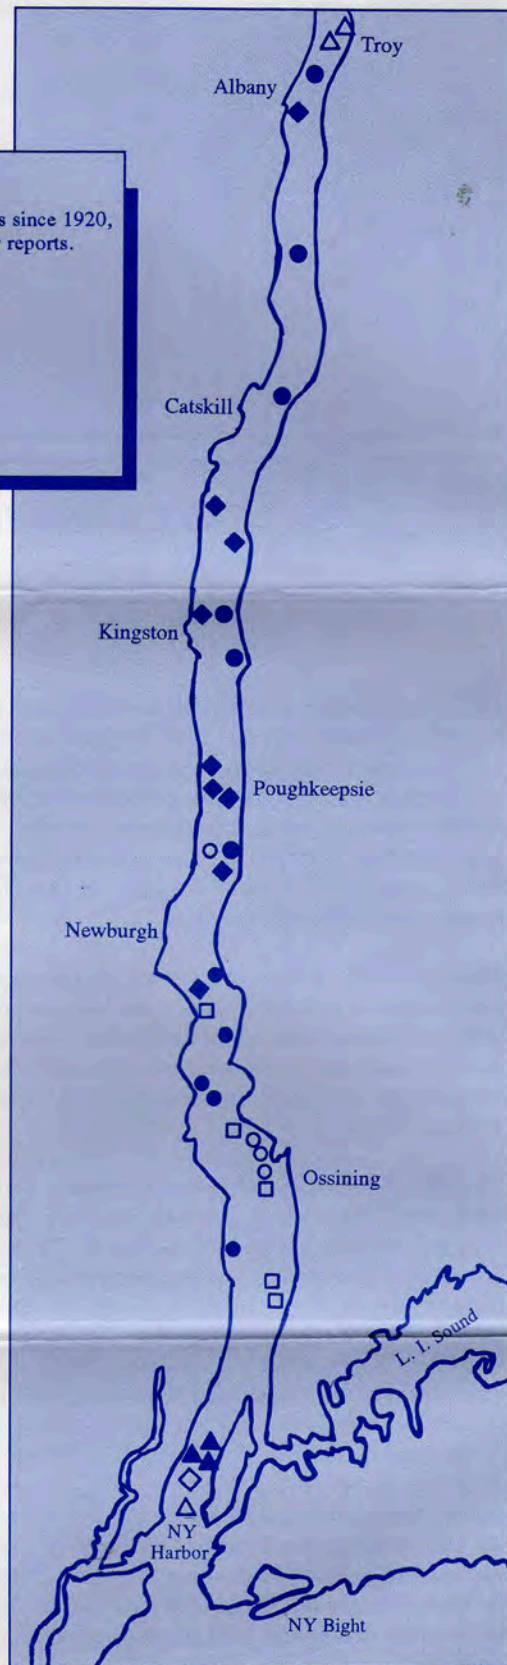 Troy
Albany
s since 1920,
reports.
Catskill
Kingston
Poughkeepsie
Newburgh
Ossining
L. I. Sound
NY
Harbor
NY Bight